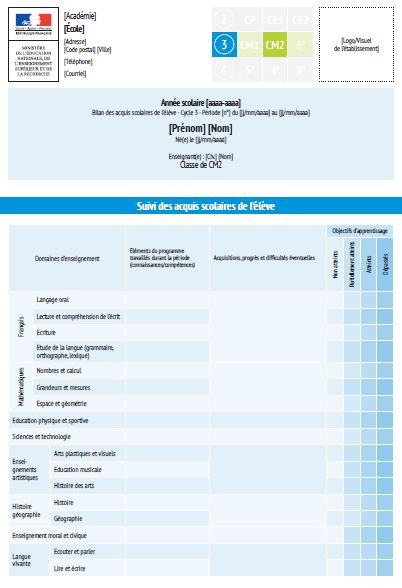 Liberté • Égalité • Fraternité
RÉPUBLIQUE FRANÇAISE
MINISTÈRE
DE L'ÉDUCATION
NATIONALE, DE
L'ENSEIGNEMENT
SUPÉRIEUR ET DE
LA RECHERCHE
[Académie]
[École]
[Adresse]
[Code postal] [Ville]
[Téléphone]
[Courriel]
2 CP CE1 CE2
3 CM1 CM2 6e
4 5e 4e 3e
[Logo/Visuel
de l'établissement]
Année scolaire [aaaa-aaaa]
Bilan des acquis scolaires de l'élève - Cycle 3 - Période [n°] du [jj/mm/aaaa] au [jj/mm/aaaa]
[Prénom] [Nom]
Né(e) le [jj/mm/aaaa]
Enseignant(e) : [Civ] [Nom]
Classe de CM2
Suivi des acquis scolaires de l'élève
Domaines d'enseignement
Éléments du programme
travaillés durant la période
(connaissances/compétences)
Acquisitions, progrès et difficultés éventuelles
Objectifs d'apprentissage
Non atteints
Partiellement atteints
Atteints
Dépassés
Français
Langage oral
Lecture et compréhension de l'écrit
Ecriture
Etude de la langue (grammaire,
orthographe, lexique)
Mathématiques
Nombres et calcul
Grandeurs et mesures
Espace et géométrie
Education physique et sportive
Sciences et technologie
Ensei-
gnements
artistiques
Arts plastiques et visuels
Education musicale
Histoire des arts
Histoire
géographie
Histoire
Géographie
Enseignement moral et civique
Langue
vivante
Ecouter et parler
Lire et écrire